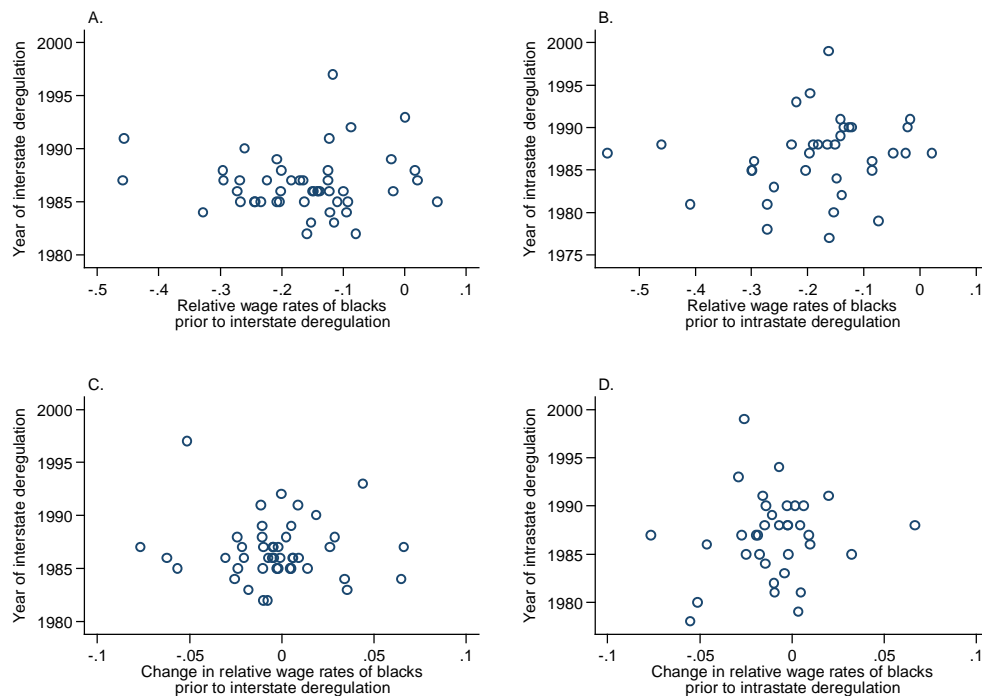 A.
Year of interstate deregulation
2000
1995
1990
1985
1980
-.5 -.4 -.3 -.2 -.1 0 .1
Relative wage rates of blacks
prior to interstate deregulation
B.
Year of intrastate deregulation
2000
1995
1990
1985
1980
1975
-.5 -.4 -.3 -.2 -.1 0 .1
Relative wage rates of blacks
prior to intrastate deregulation
C.
Year of interstate deregulation
2000
1995
1990
1985
1980
-.1 -.05 0 .05 .1
Change in relative wage rates of blacks
prior to interstate deregulation
D.
Year of intrastate deregulation
2000
1995
1990
1985
1980
-.1 -.05 0 .05 .1
Change in relative wage rates of blacks
prior to intrastate deregulation